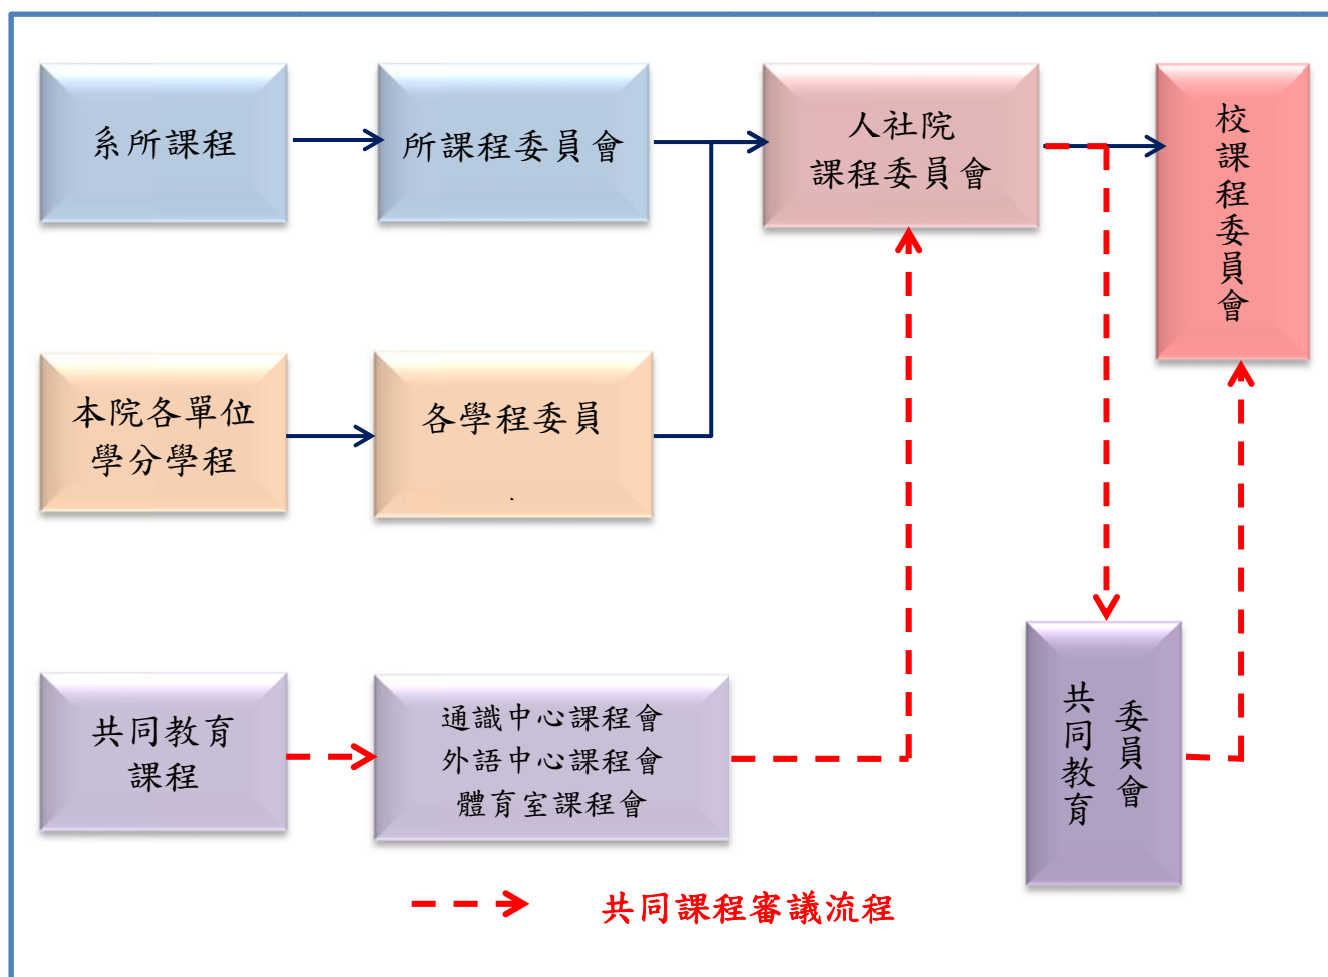 系所課程
所課程委員會
人社院
課程委員會
校課程委員會
本院各單位
學分學程
各學程委員
共同教育
課程
通識中心課程會
外語中心課程會
體育室課程會
共同教育
委員會
共同課程審議流程